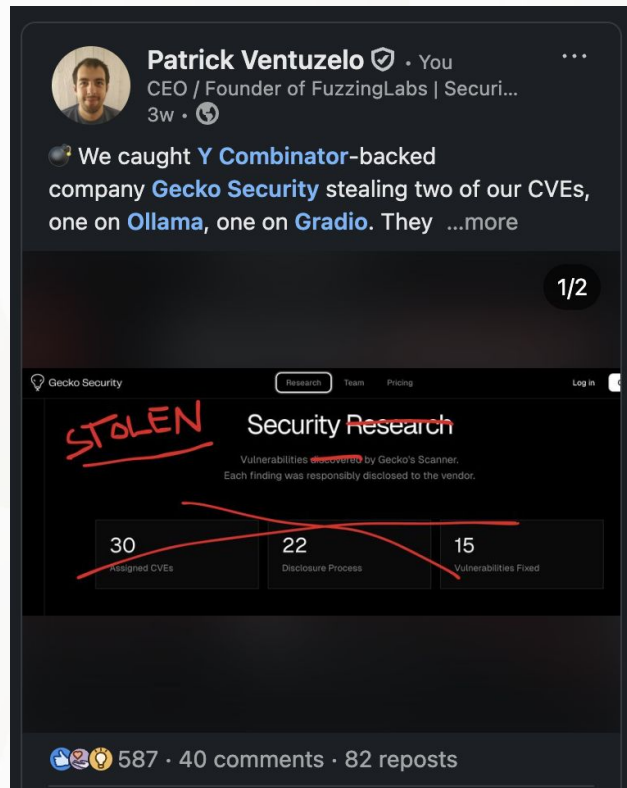 Patrick Ventuzelo • You
CEO / Founder of FuzzingLabs | Securi...
3w •
We caught Y Combinator-backed
company Gecko Security stealing two of our CVEs,
one on Ollama, one on Gradio. They ...more
1/2
Gecko Security Research Team Pricing Log in
STOLEN
Security Research
Vulnerabilities discovered by Gecko's Scanner.
Each finding was responsibly disclosed to the vendor.
30 22 15
Assigned CVEs Disclosure Process Vulnerabilities Fixed
587 • 40 comments • 82 reposts